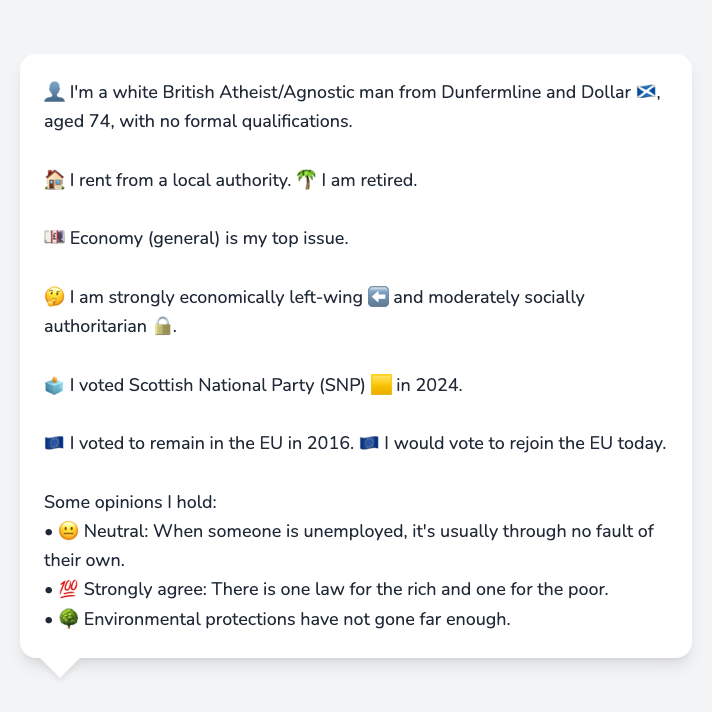 👤 I'm a white British Atheist/Agnostic man from Dunfermline and Dollar 🏴󠁧󠁢󠁳󠁣󠁴󠁿,
aged 74, with no formal qualifications.
🏠 I rent from a local authority. 🌴 I am retired.
💷 Economy (general) is my top issue.
🤔 I am strongly economically left-wing ⬅️ and moderately socially
authoritarian 🔒.
🗳️ I voted Scottish National Party (SNP) 🟨 in 2024.
🇪🇺 I voted to remain in the EU in 2016. 🇪🇺 I would vote to rejoin the EU today.
Some opinions I hold:
• 😐 Neutral: When someone is unemployed, it's usually through no fault of
their own.
• 💯 Strongly agree: There is one law for the rich and one for the poor.
• 🌳 Environmental protections have not gone far enough.